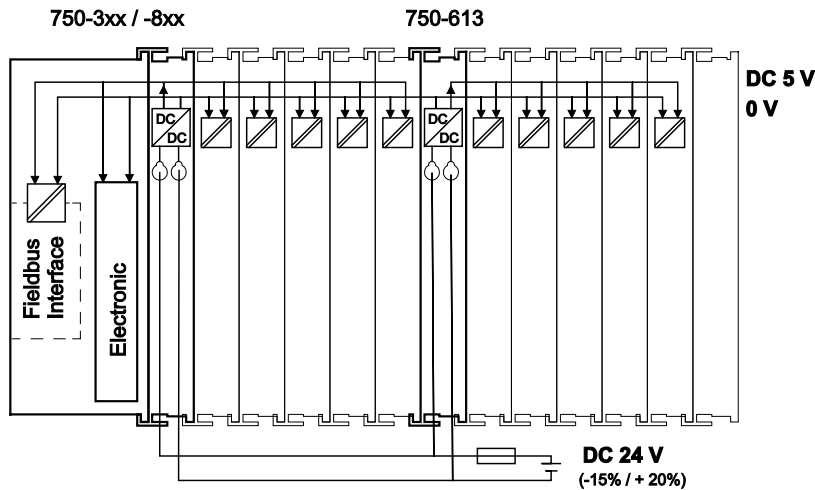 750-3xx / -8xx
750-613
DC 5 V
0 V
DC
DC
DC
DC
Fieldbus
Interface
Electronic
DC 24 V
(-15% / + 20%)